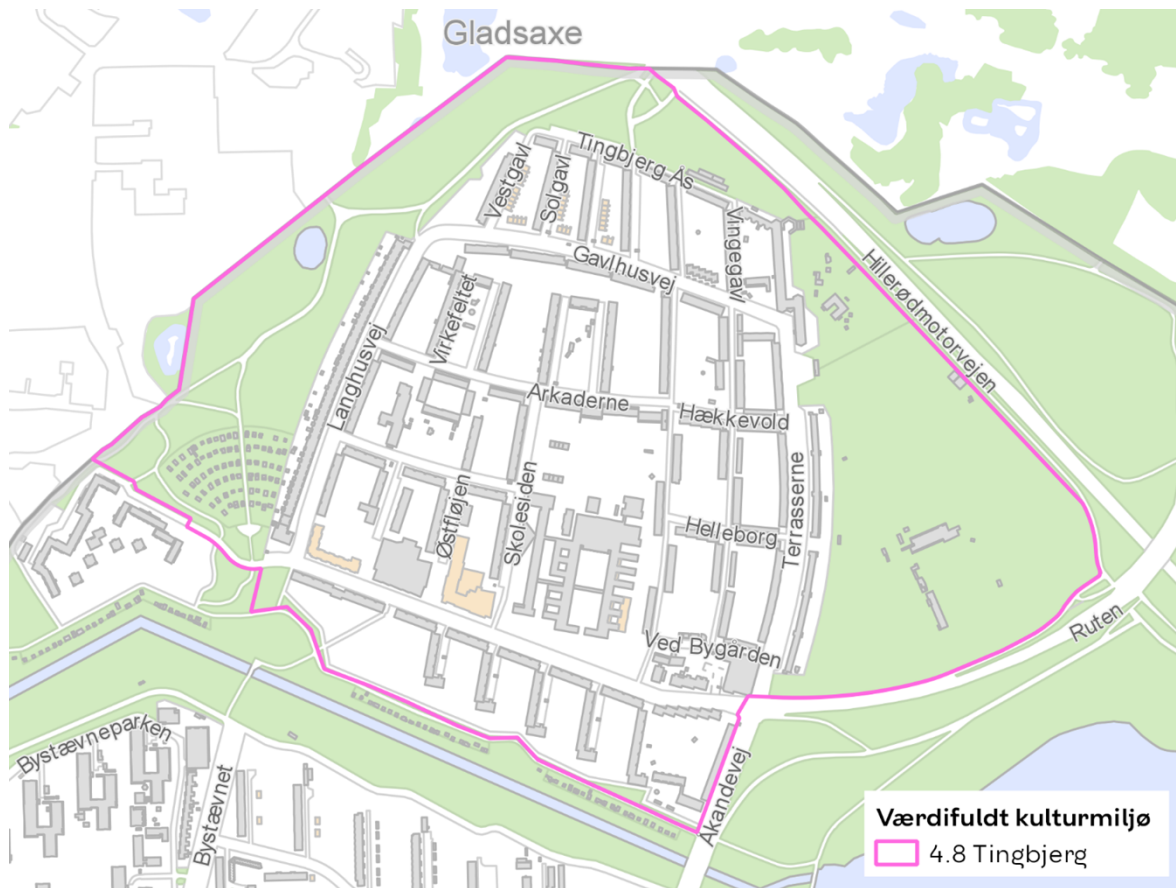 Gladsaxe
Tingbjerg Ås
Vestgavl
Solgavl
Vingegavl
Gavlhusvej
Hillerødmotorvejen
Virkefeltet
Langhusvej
Arkaderne
Hækkevold
Terrasserne
Østfløjen
Skolesiden
Helleborg
Ved Bygården
Ruten
Bystævneparken
Bystævnet
Akandevej
Værdifuldt kulturmiljø
4.8 Tingbjerg